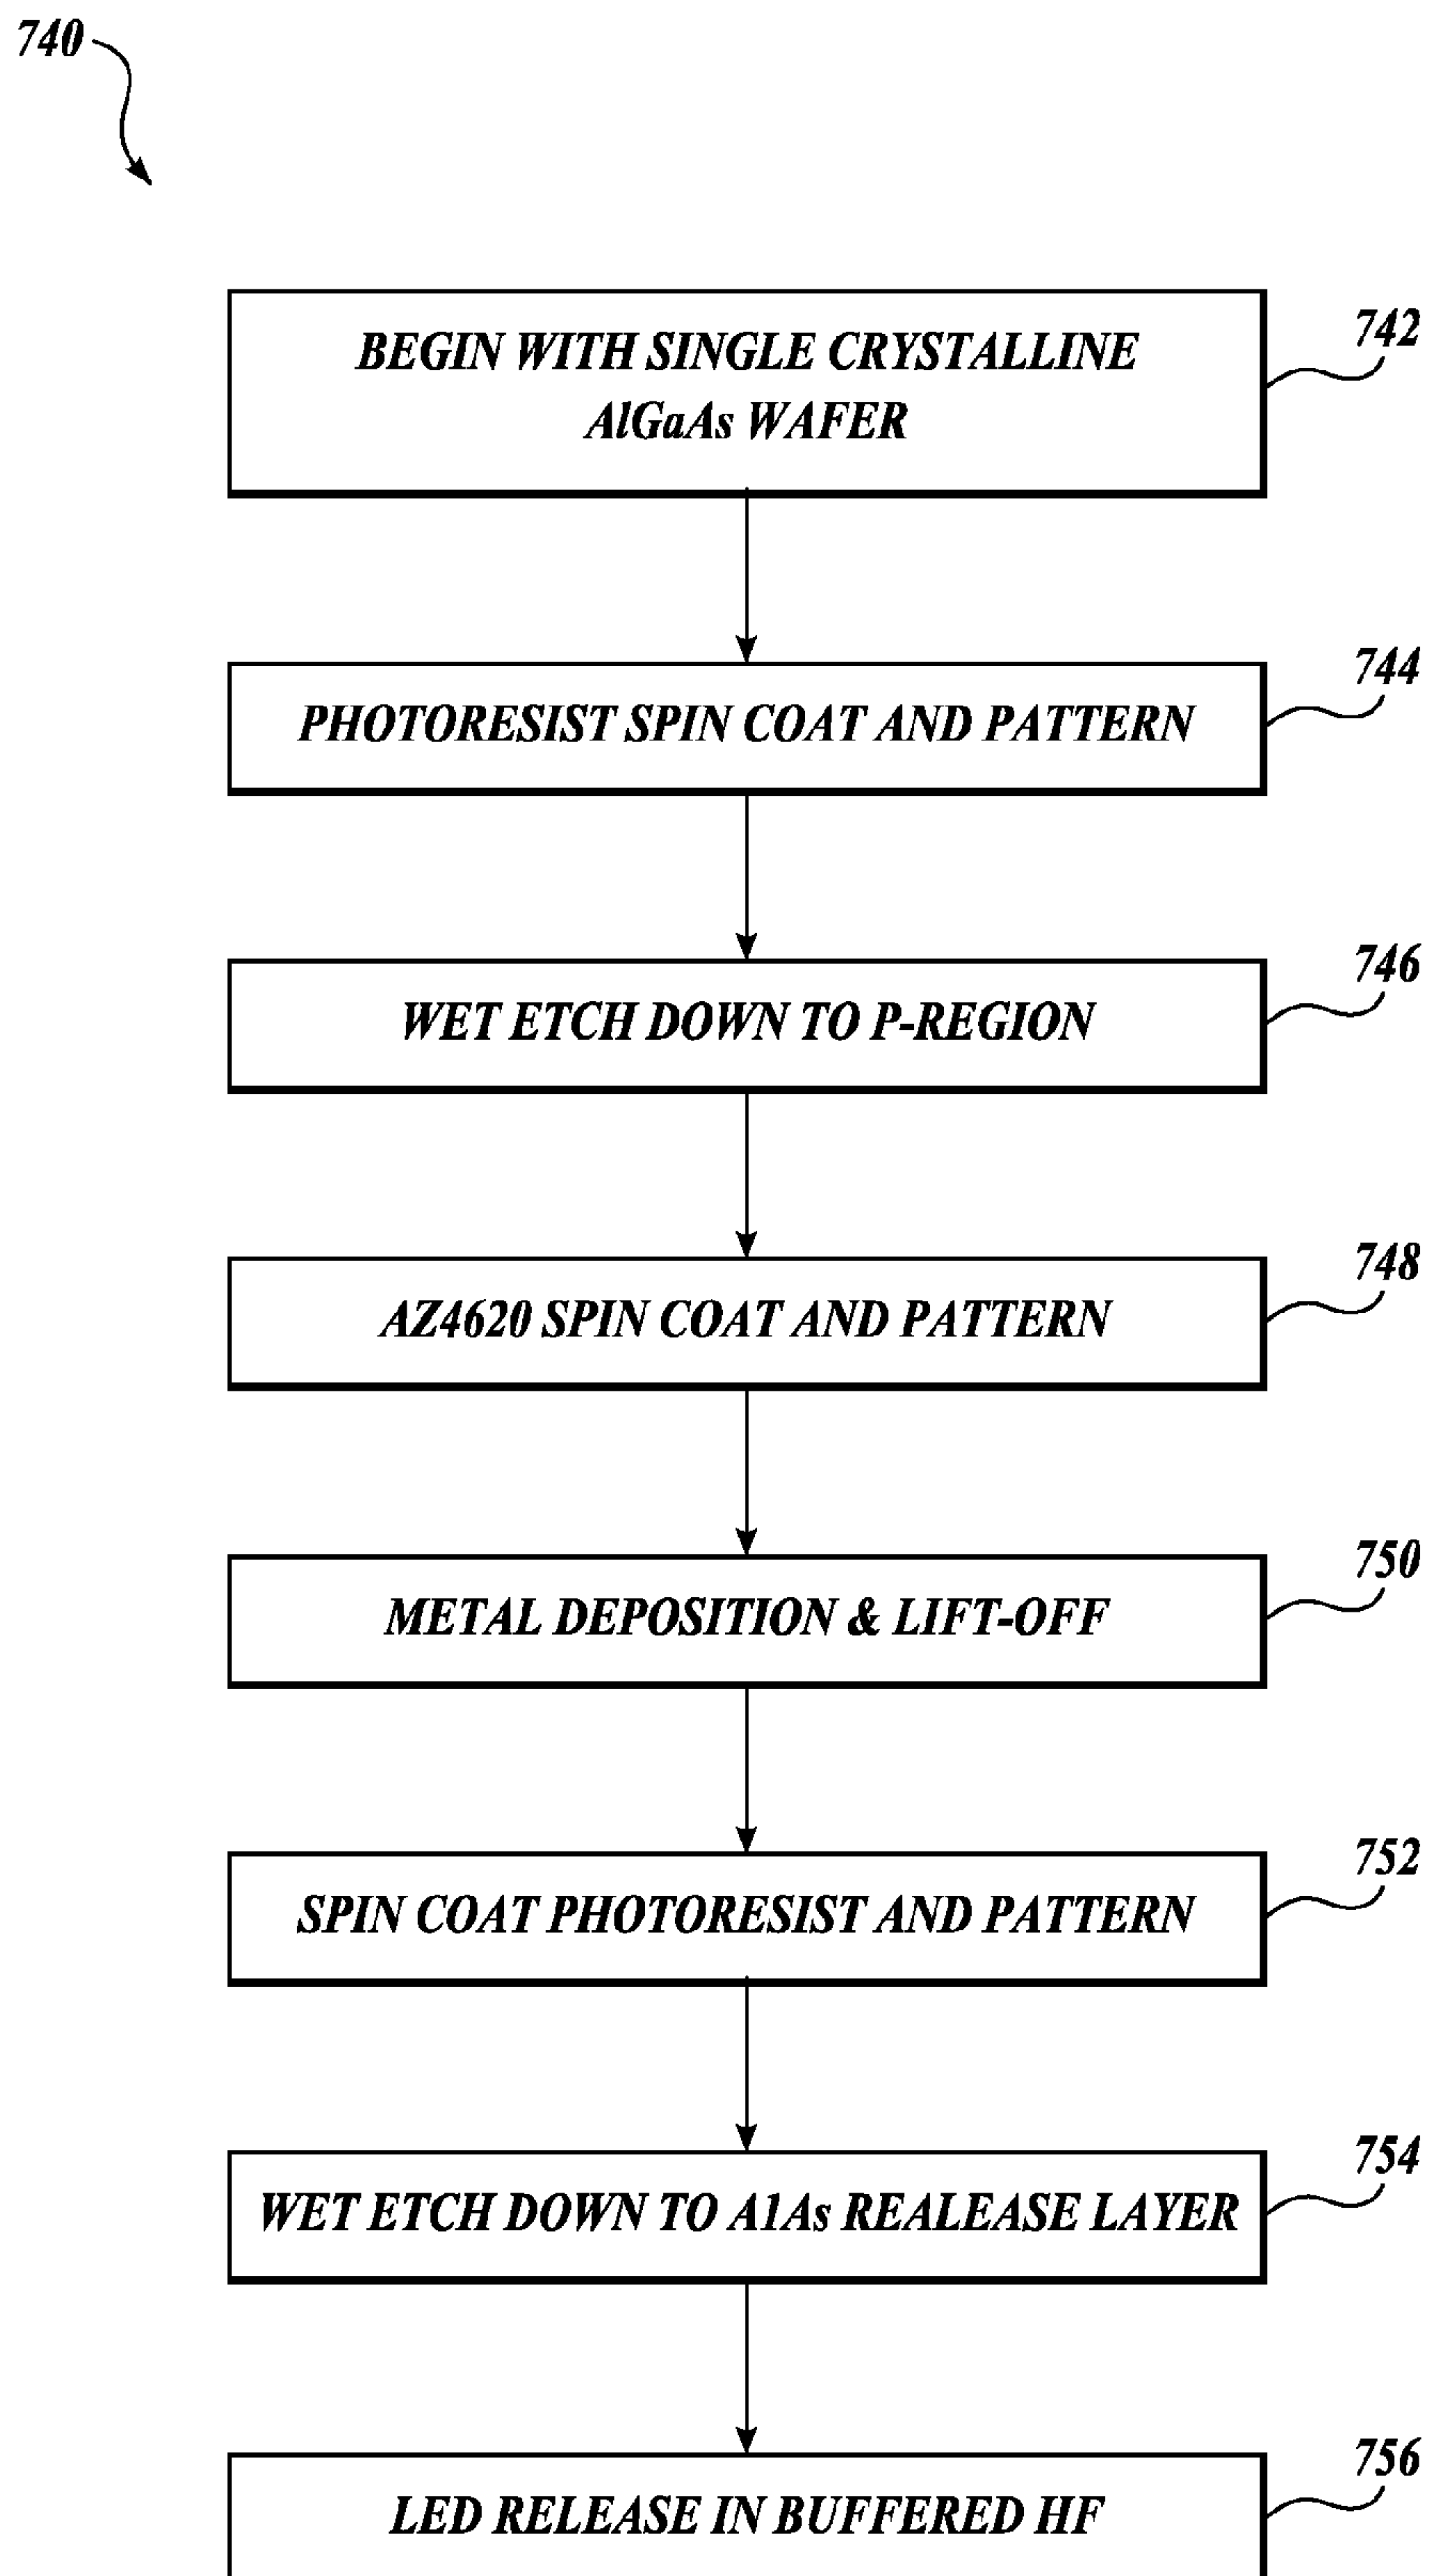 740
BEGIN WITH SINGLE CRYSTALLINE
AlGaAs WAFER
742
PHOTORESIST SPIN COAT AND PATTERN
744
WET ETCH DOWN TO P-REGION
746
AZ4620 SPIN COAT AND PATTERN
748
METAL DEPOSITION & LIFT-OFF
750
SPIN COAT PHOTORESIST AND PATTERN
752
WET ETCH DOWN TO A1As REALEASE LAYER
754
LED RELEASE IN BUFFERED HF
756